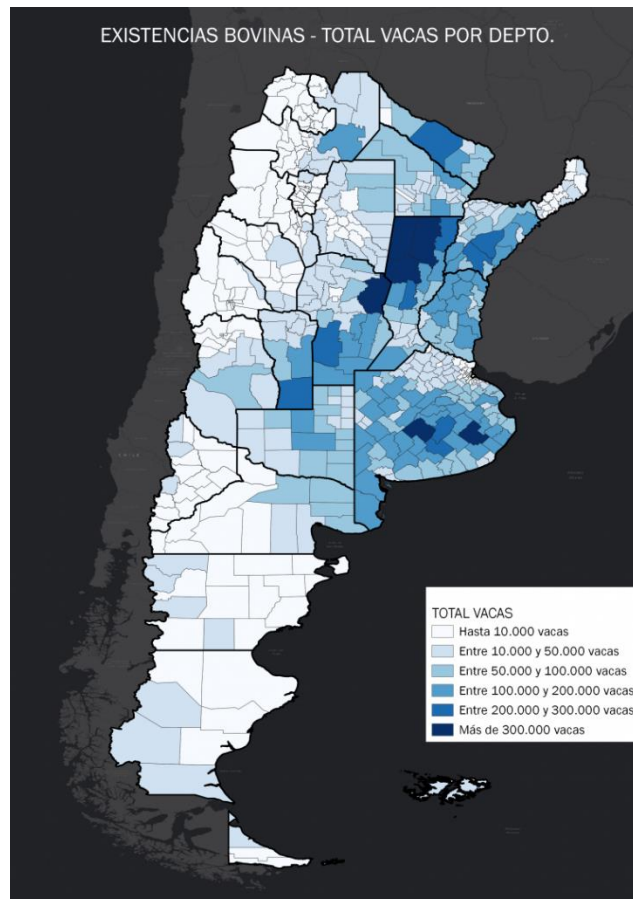 EXISTENCIAS BOVINAS - TOTAL VACAS POR DEPTO.
CHILE
TOTAL VACAS
Hasta 10.000 vacas
Entre 10.000 y 50.000 vacas
Entre 50.000 y 100.000 vacas
Entre 100.000 y 200.000 vacas
Entre 200.000 y 300.000 vacas
Más de 300.000 vacas